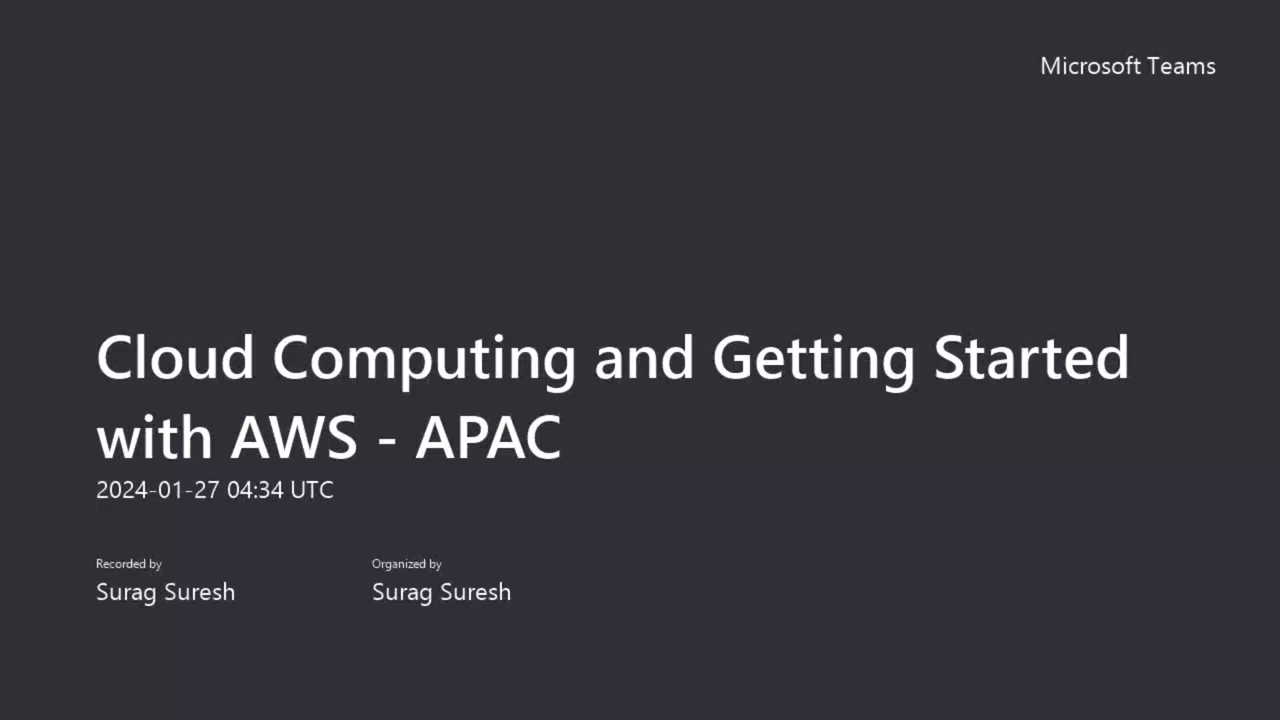 Microsoft Teams
Cloud Computing and Getting Started
with AWS - APAC
2024-01-27 04:34 UTC
Recorded by
Surag Suresh
Organized by
Surag Suresh